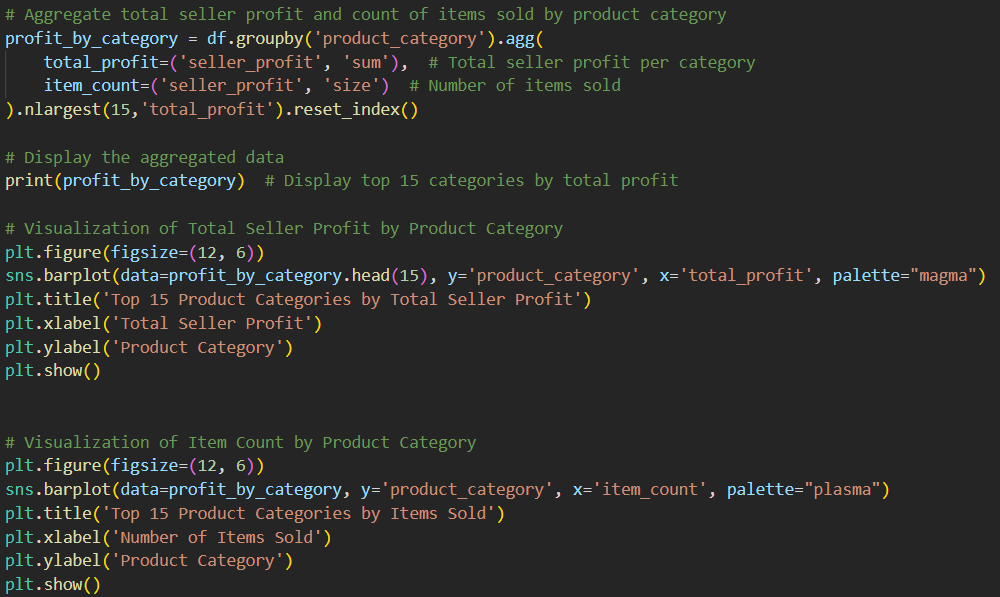 # Aggregate total seller profit and count of items sold by product category
profit_by_category = df.groupby('product_category').agg(
    total_profit=('seller_profit', 'sum'),  # Total seller profit per category
    item_count=('seller_profit', 'size')  # Number of items sold
).nlargest(15,'total_profit').reset_index()

# Display the aggregated data
print(profit_by_category)  # Display top 15 categories by total profit

# Visualization of Total Seller Profit by Product Category
plt.figure(figsize=(12, 6))
sns.barplot(data=profit_by_category.head(15), y='product_category', x='total_profit', palette="magma")
plt.title('Top 15 Product Categories by Total Seller Profit')
plt.xlabel('Total Seller Profit')
plt.ylabel('Product Category')
plt.show()


# Visualization of Item Count by Product Category
plt.figure(figsize=(12, 6))
sns.barplot(data=profit_by_category, y='product_category', x='item_count', palette="plasma")
plt.title('Top 15 Product Categories by Items Sold')
plt.xlabel('Number of Items Sold')
plt.ylabel('Product Category')
plt.show()